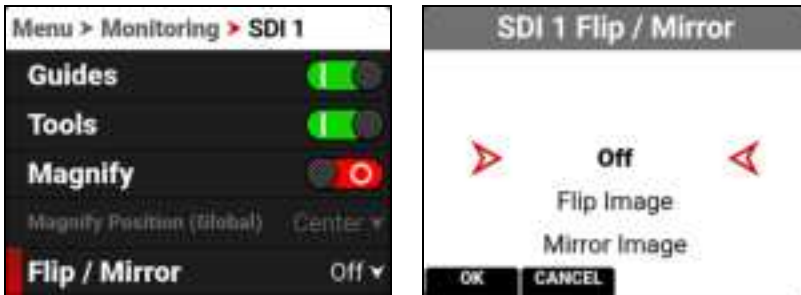 Menu > Monitoring > SDI 1
Guides
Tools
Magnify
Magnify Position (Global) Center
Flip / Mirror Off
SDI 1 Flip / Mirror
Off
Flip Image
Mirror Image
OK CANCEL